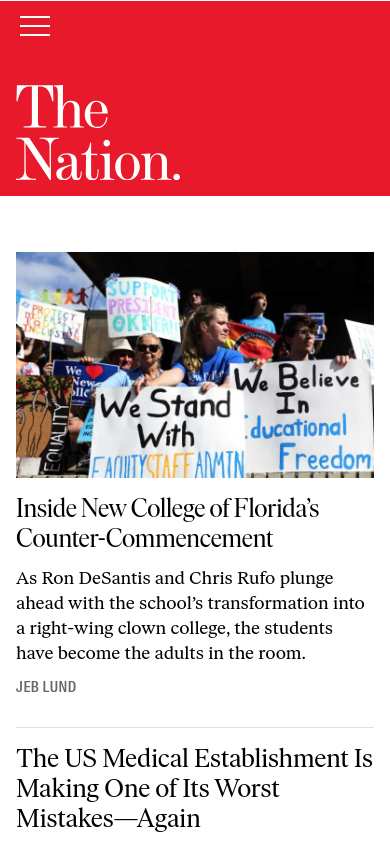 The
Nation.
SUPPORT
PRESIDENT
OKKER!!
PROTECT
We
New
Colle
EQUALITY
We Stand
With
FACULTY STAFF ADMIN
We Believe
In
Educational
Freedom
Inside New College of Florida’s
Counter-Commencement
As Ron DeSantis and Chris Rufo plunge
ahead with the school’s transformation into
a right-wing clown college, the students
have become the adults in the room.
JEB LUND
The US Medical Establishment Is
Making One of Its Worst
Mistakes—Again